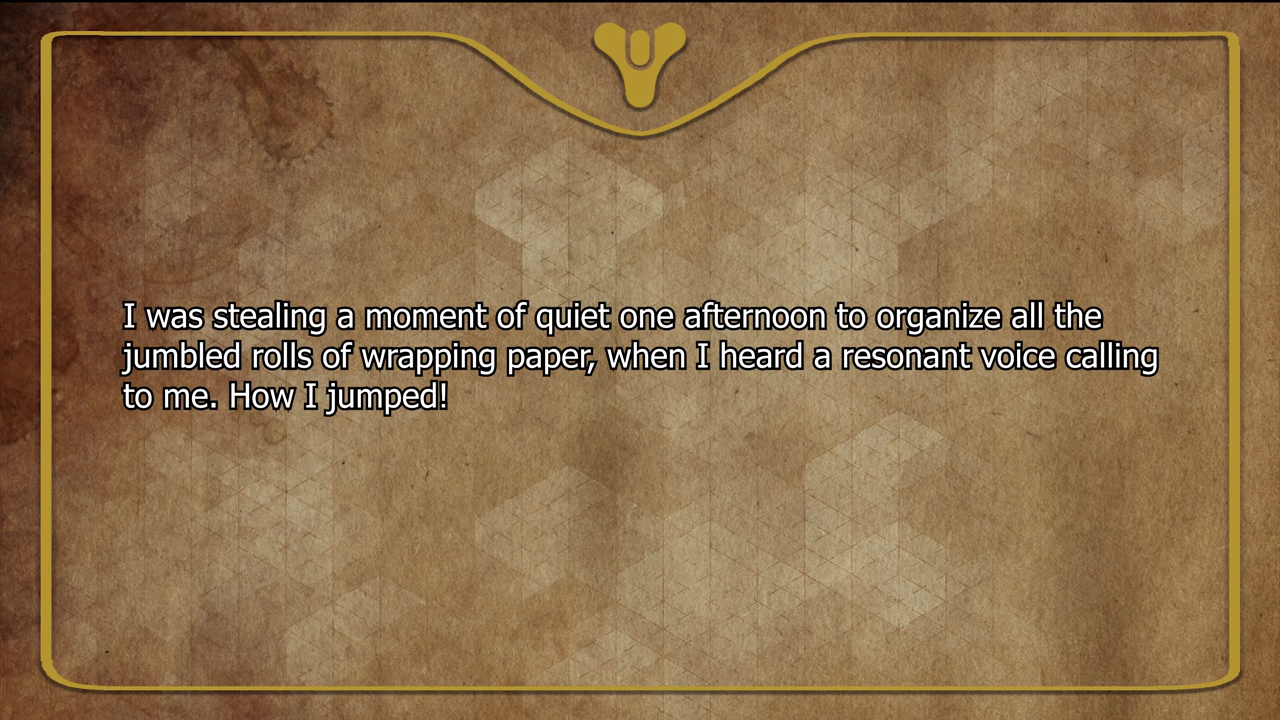 I was stealing a moment of quiet one afternoon to organize all the
jumbled rolls of wrapping paper, when I heard a resonant voice calling
to me. How I jumped!